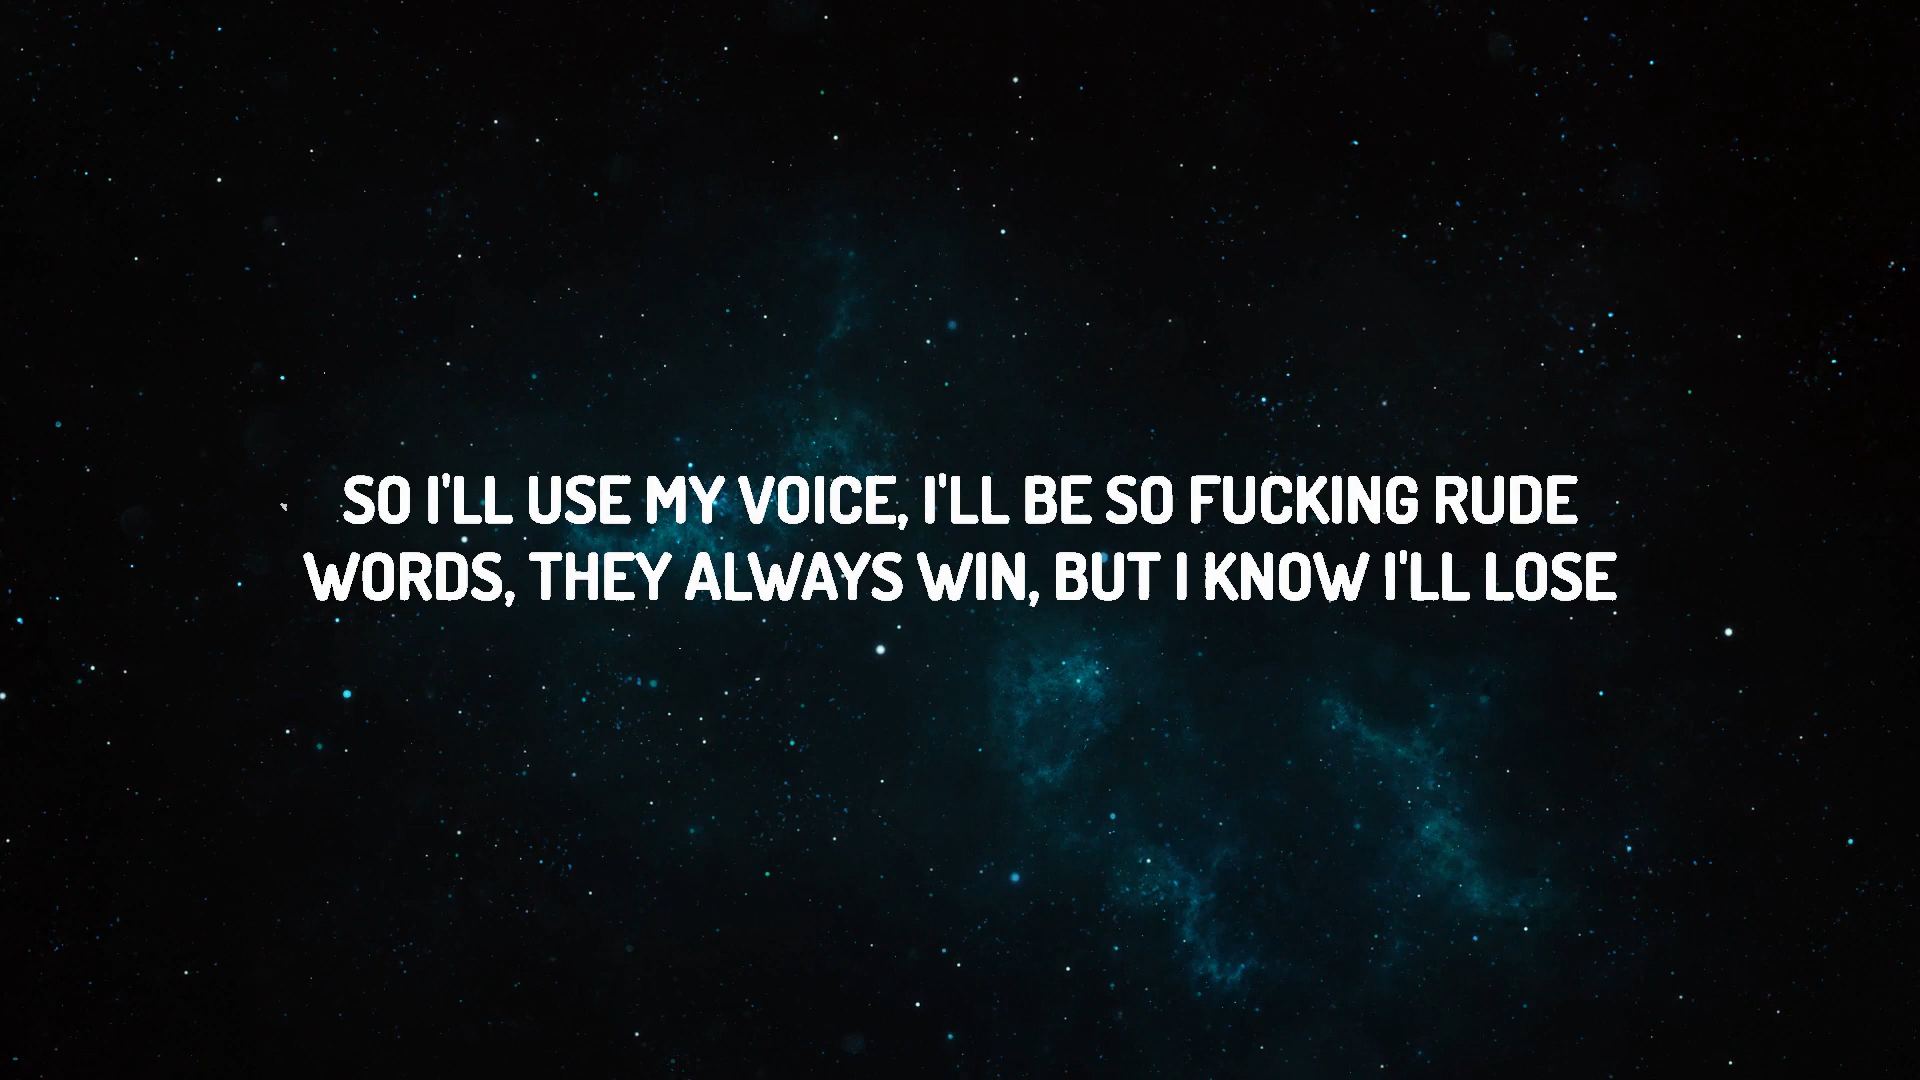 SO I'LL USE MY VOICE, I'LL BE SO FUCKING RUDE
WORDS, THEY ALWAYS WIN, BUT I KNOW I'LL LOSE